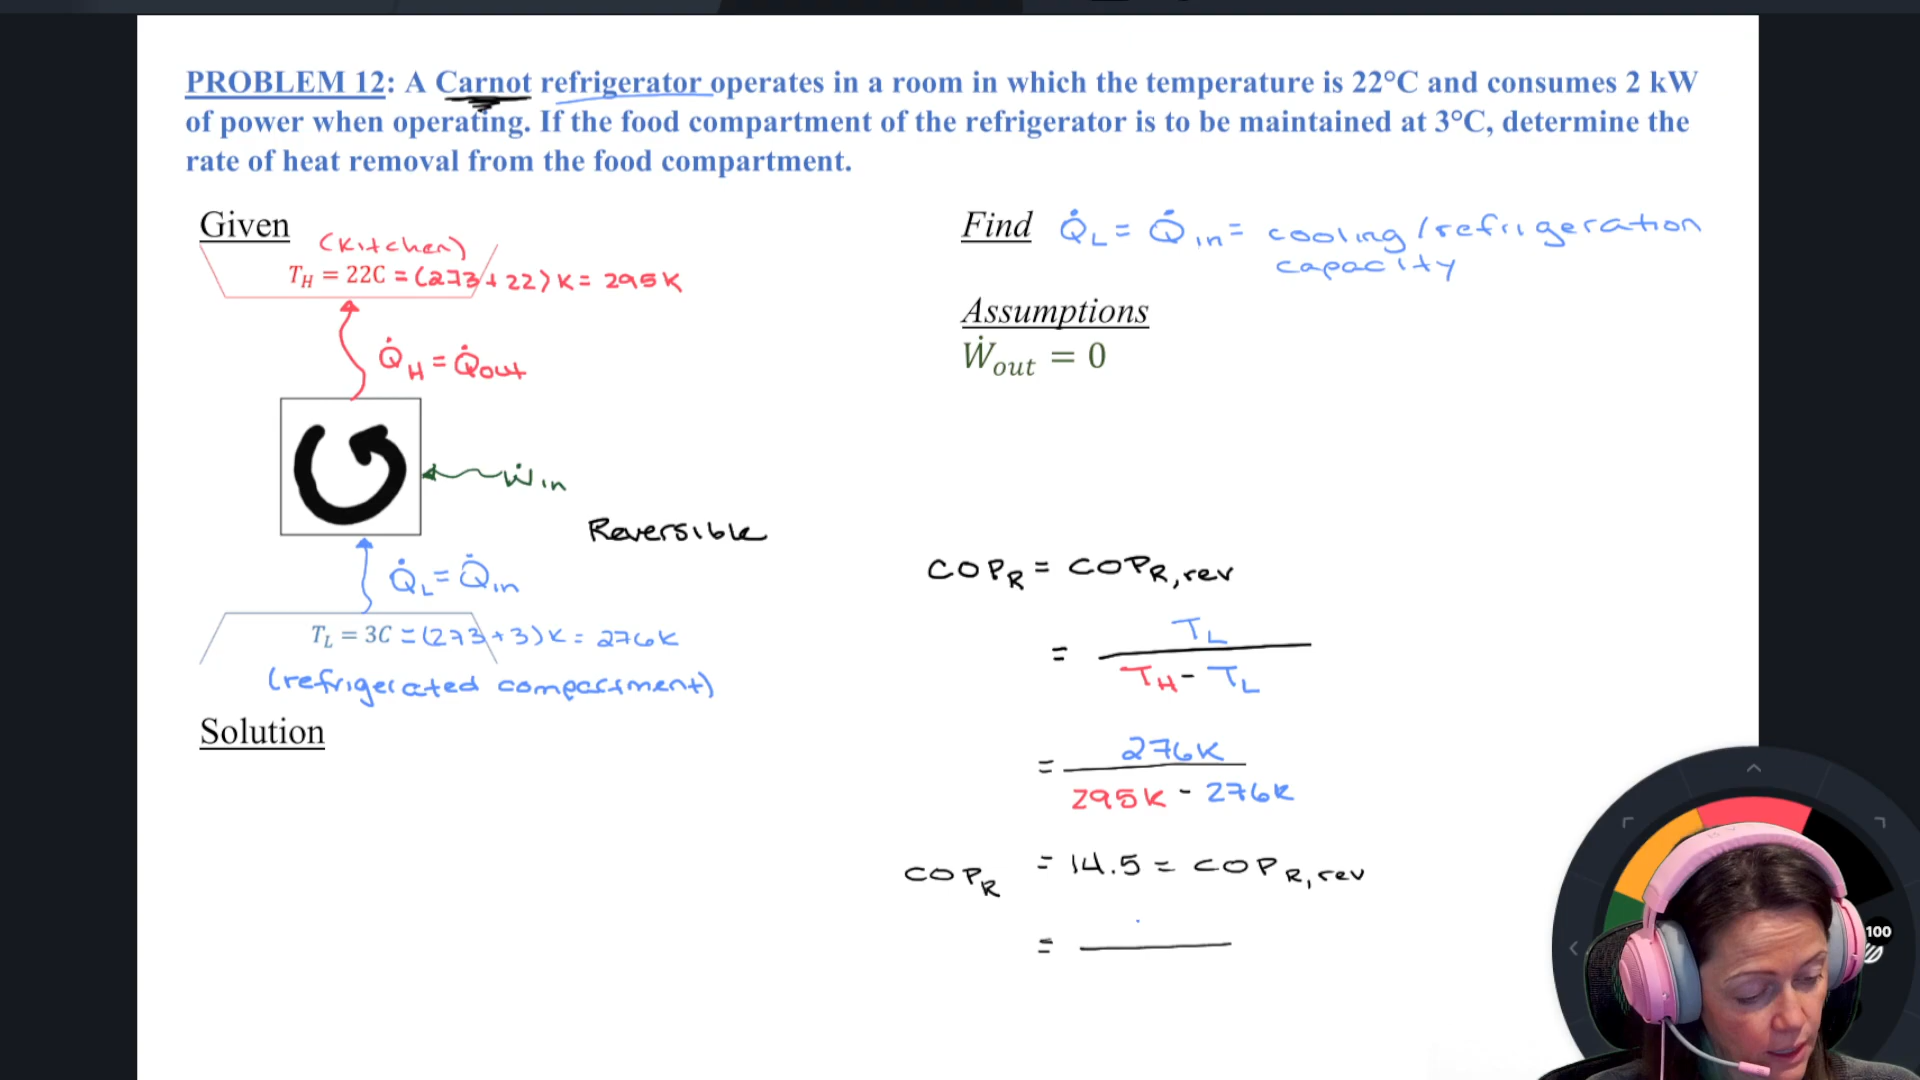 PROBLEM 12: A Carnot refrigerator operates in a room in which the temperature is 22°C and consumes 2 kW
of power when operating. If the food compartment of the refrigerator is to be maintained at 3°C, determine the
rate of heat removal from the food compartment.
Given
(Kitchen)
T_H = 22C = (273 + 22) K = 295K
Q̇_H = Q̇_out
Ẇ_in
Reversible
Q̇_L = Q̇_in
T_L = 3C = (273 + 3) K = 276K
(refrigerated compartment)
Solution
Find Q̇_L = Q̇_in = cooling / refrigeration
capacity
Assumptions
Ẇ_out = 0
COP_R = COP_R,rev
= T_L
T_H - T_L
= 276K
295K - 276K
COP_R = 14.5 = COP_R,rev
=
100